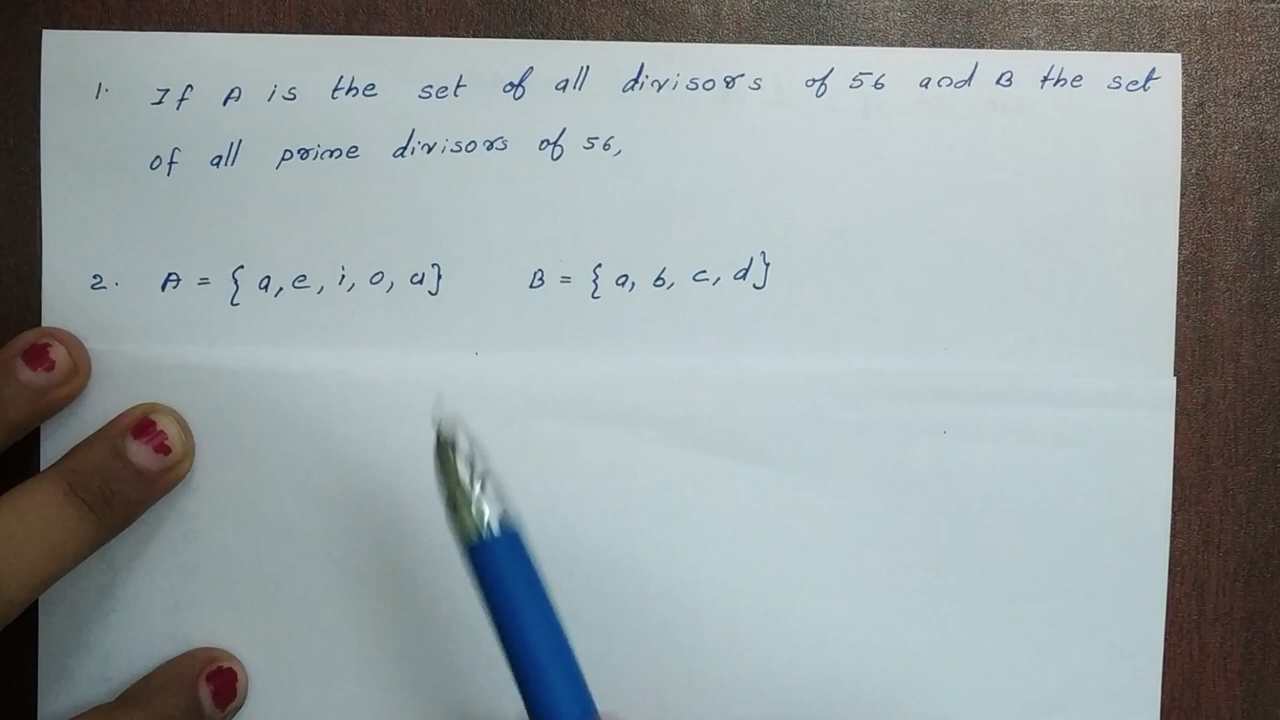 1. If A is the set of all divisors of 56 and B the set
of all prime divisors of 56,
2. A = { a, e, i, o, u} B = { a, b, c, d}